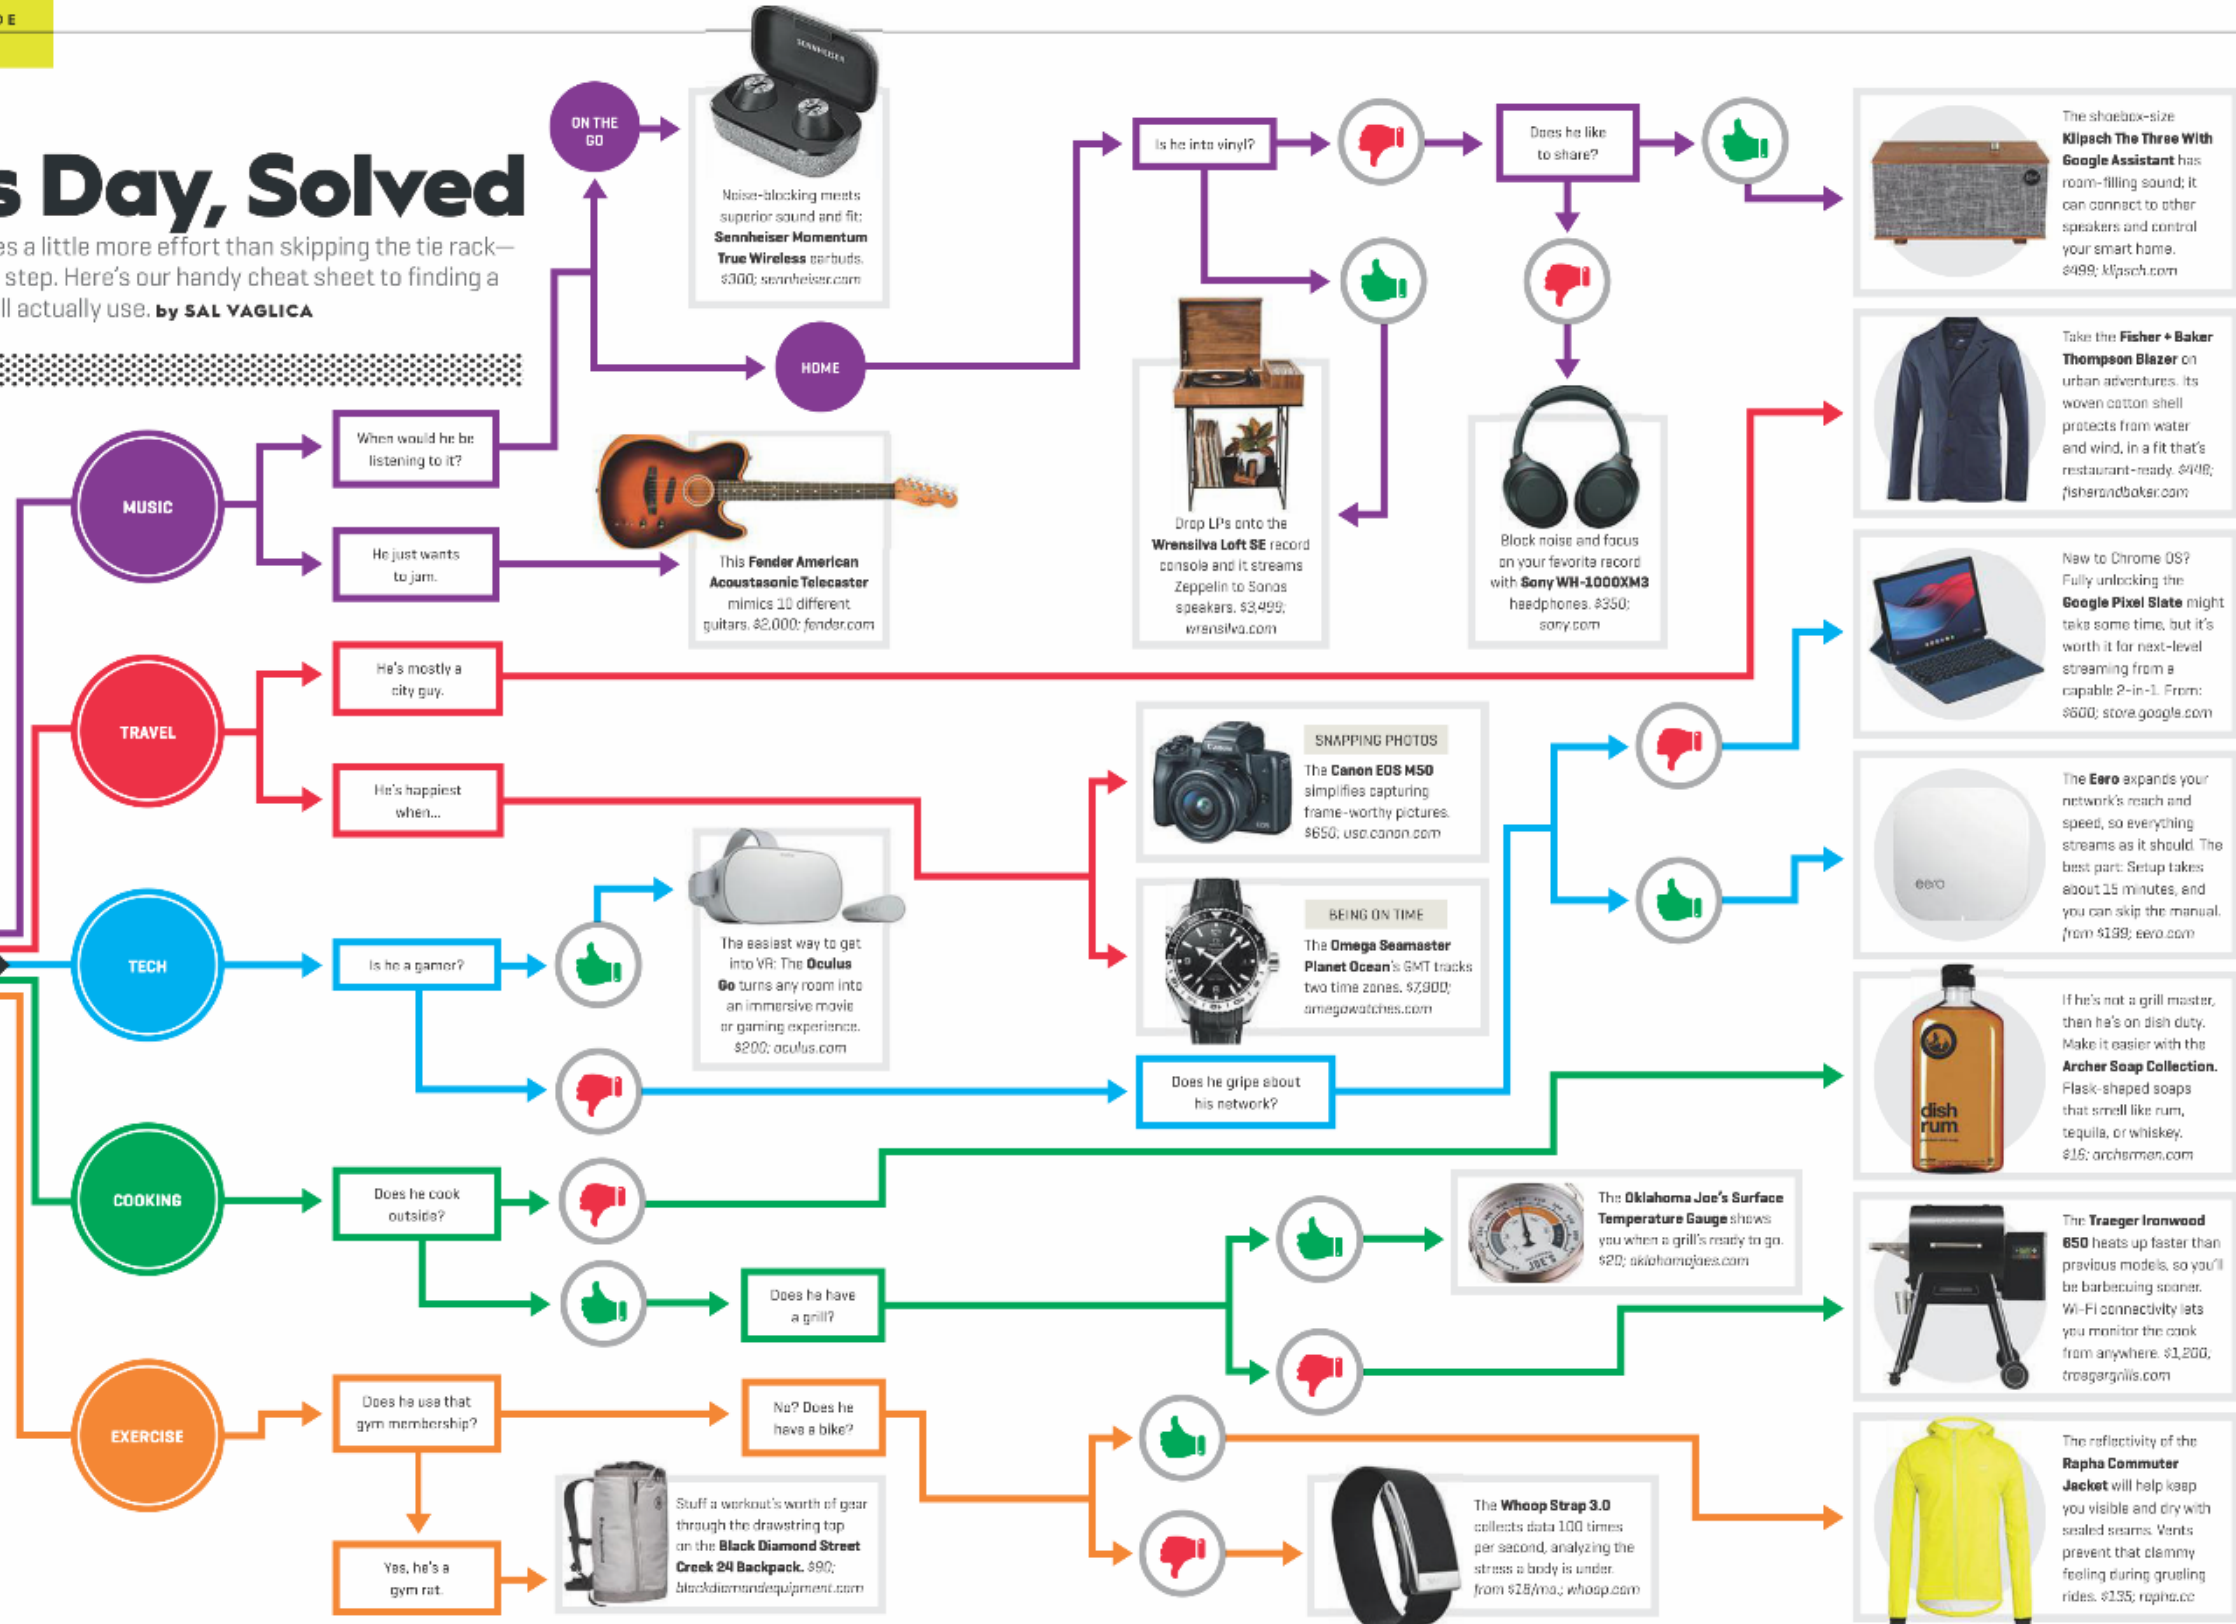 DE
s Day, Solved
es a little more effort than skipping the tie rack—
step. Here's our handy cheat sheet to finding a
ll actually use. by SAL VAGLICA
ON THE
GO
SENNHEISER
Noise-blocking meets
superior sound and fit:
Sennheiser Momentum
True Wireless earbuds.
$300; sennheiser.com
HOME
Is he into vinyl?
Does he like
to share?
The shoebox-size
Klipsch The Three With
Google Assistant has
room-filling sound; it
can connect to other
speakers and control
your smart home.
$499; klipsch.com
MUSIC
When would he be
listening to it?
He just wants
to jam.
This Fender American
Acoustasonic Telecaster
mimics 10 different
guitars. $2,000; fender.com
Drop LPs onto the
Wrensilva Loft SE record
console and it streams
Zeppelin to Sonos
speakers. $3,499;
wrensilva.com
Block noise and focus
on your favorite record
with Sony WH-1000XM3
headphones. $350;
sony.com
Take the Fisher + Baker
Thompson Blazer on
urban adventures. Its
woven cotton shell
protects from water
and wind, in a fit that's
restaurant-ready. $448;
fisherandbaker.com
TRAVEL
He's mostly a
city guy.
He's happiest
when...
SNAPPING PHOTOS
Canon
EOS
The Canon EOS M50
simplifies capturing
frame-worthy pictures.
$650; usa.canon.com
BEING ON TIME
The Omega Seamaster
Planet Ocean's GMT tracks
two time zones. $7,900;
omegawatches.com
New to Chrome OS?
Fully unlocking the
Google Pixel Slate might
take some time, but it's
worth it for next-level
streaming from a
capable 2-in-1. From:
$600; store.google.com
TECH
Is he a gamer?
The easiest way to get
into VR: The Oculus
Go turns any room into
an immersive movie
or gaming experience.
$200; oculus.com
Does he gripe about
his network?
eero
The Eero expands your
network's reach and
speed, so everything
streams as it should. The
best part: Setup takes
about 15 minutes, and
you can skip the manual.
from $199; eero.com
COOKING
Does he cook
outside?
Does he have
a grill?
dish
rum
If he's not a grill master,
then he's on dish duty.
Make it easier with the
Archer Soap Collection.
Flask-shaped soaps
that smell like rum,
tequila, or whiskey.
$16; archermen.com
JOE'S
The Oklahoma Joe's Surface
Temperature Gauge shows
you when a grill's ready to go.
$20; oklahomajoes.com
The Traeger Ironwood
650 heats up faster than
previous models, so you'll
be barbecuing sooner.
Wi-Fi connectivity lets
you monitor the cook
from anywhere. $1,200;
traegergrills.com
EXERCISE
Does he use that
gym membership?
No? Does he
have a bike?
Yes, he's a
gym rat.
Stuff a workout's worth of gear
through the drawstring top
on the Black Diamond Street
Creek 24 Backpack. $90;
blackdiamondequipment.com
The Whoop Strap 3.0
collects data 100 times
per second, analyzing the
stress a body is under.
from $18/mo.; whoop.com
The reflectivity of the
Rapha Commuter
Jacket will help keep
you visible and dry with
sealed seams. Vents
prevent that clammy
feeling during grueling
rides. $135; rapha.cc